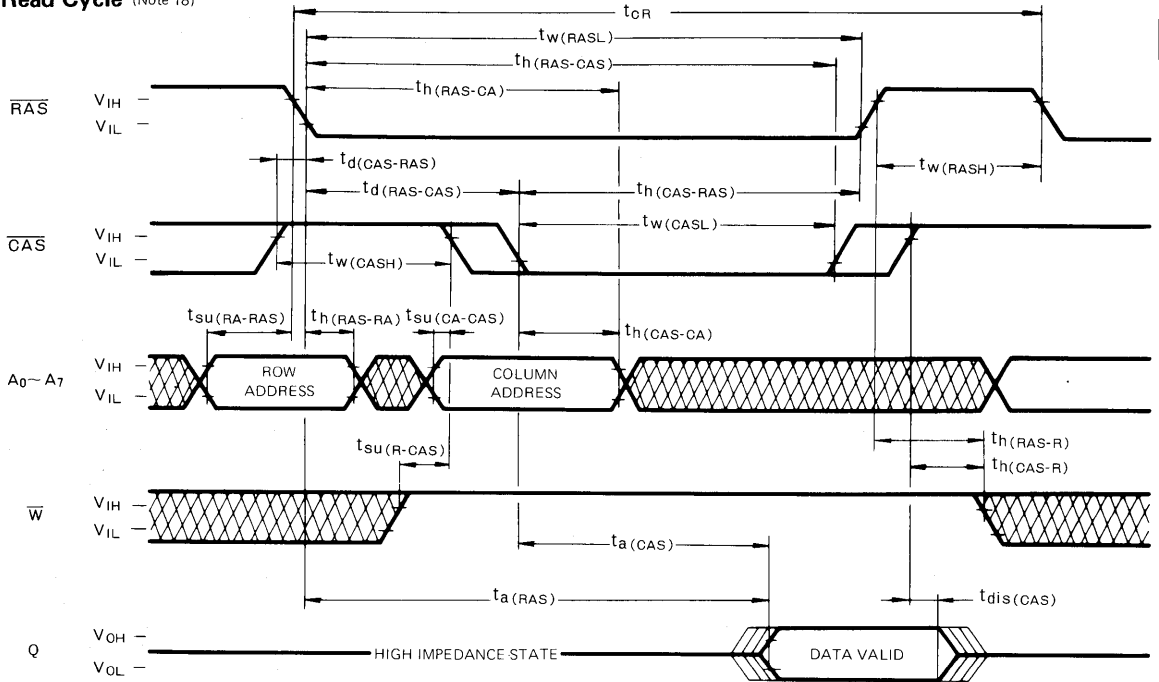 Read Cycle (Note 18)
tCR
tw(RASL)
th(RAS-CAS)
th(RAS-CA)
RAS
VIH
VIL
td(CAS-RAS)
tw(RASH)
td(RAS-CAS)
th(CAS-RAS)
tw(CASL)
CAS
VIH
VIL
tw(CASH)
tsu(RA-RAS)
th(RAS-RA)
tsu(CA-CAS)
th(CAS-CA)
A0~A7
VIH
VIL
ROW
ADDRESS
COLUMN
ADDRESS
tsu(R-CAS)
th(RAS-R)
th(CAS-R)
W
VIH
VIL
ta(CAS)
ta(RAS)
tdis(CAS)
Q
VOH
VOL
HIGH IMPEDANCE STATE
DATA VALID